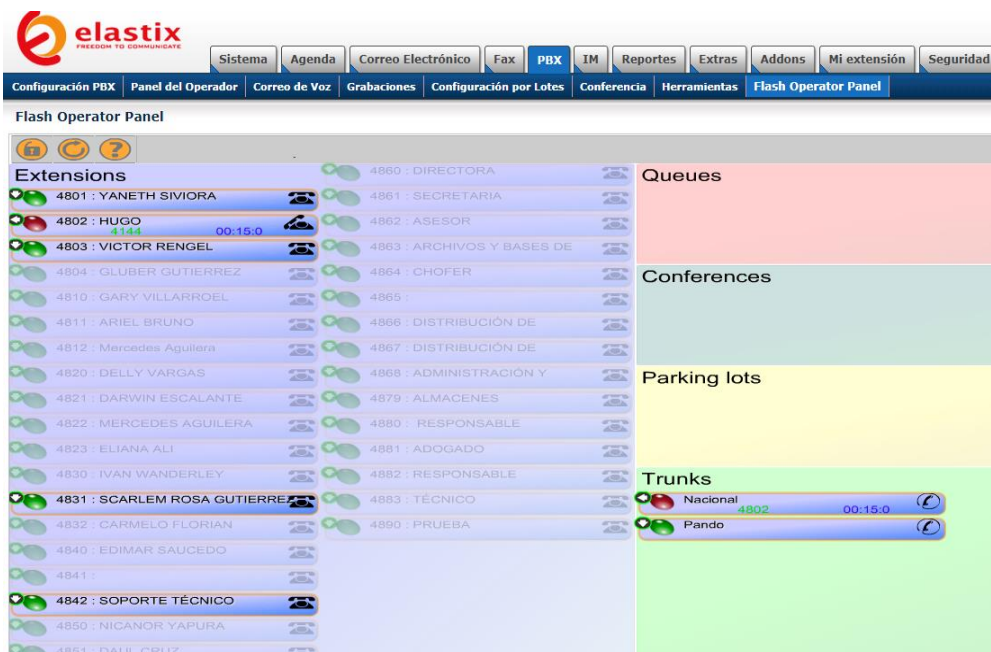 elastix
FREEDOM TO COMMUNICATE
Sistema Agenda Correo Electrónico Fax PBX IM Reportes Extras Addons Mi extensión Seguridad
Configuración PBX Panel del Operador Correo de Voz Grabaciones Configuración por Lotes Conferencia Herramientas Flash Operator Panel
Flash Operator Panel
Extensions
4801 : YANETH SIVIORA
4802 : HUGO
4144 00:15:0
4803 : VICTOR RENGEL
4804 : GLUBER GUTIERREZ
4810 : GARY VILLARROEL
4811 : ARIEL BRUNO
4812 : Mercedes Aguilera
4820 : DELLY VARGAS
4821 : DARWIN ESCALANTE
4822 : MERCEDES AGUILERA
4823 : ELIANA ALI
4830 : IVAN WANDERLEY
4831 : SCARLEM ROSA GUTIERREZ
4832 : CARMELO FLORIAN
4840 : EDIMAR SAUCEDO
4841 :
4842 : SOPORTE TÉCNICO
4850 : NICANOR YAPURA
4851 : DAUL CRUZ
4860 : DIRECTORA
4861 : SECRETARIA
4862 : ASESOR
4863 : ARCHIVOS Y BASES DE
4864 : CHOFER
4865 :
4866 : DISTRIBUCIÓN DE
4867 : DISTRIBUCIÓN DE
4868 : ADMINISTRACIÓN Y
4879 : ALMACENES
4880 : RESPONSABLE
4881 : ADOGADO
4882 : RESPONSABLE
4883 : TÉCNICO
4890 : PRUEBA
Queues
Conferences
Parking lots
Trunks
Nacional
4802 00:15:0
Pando